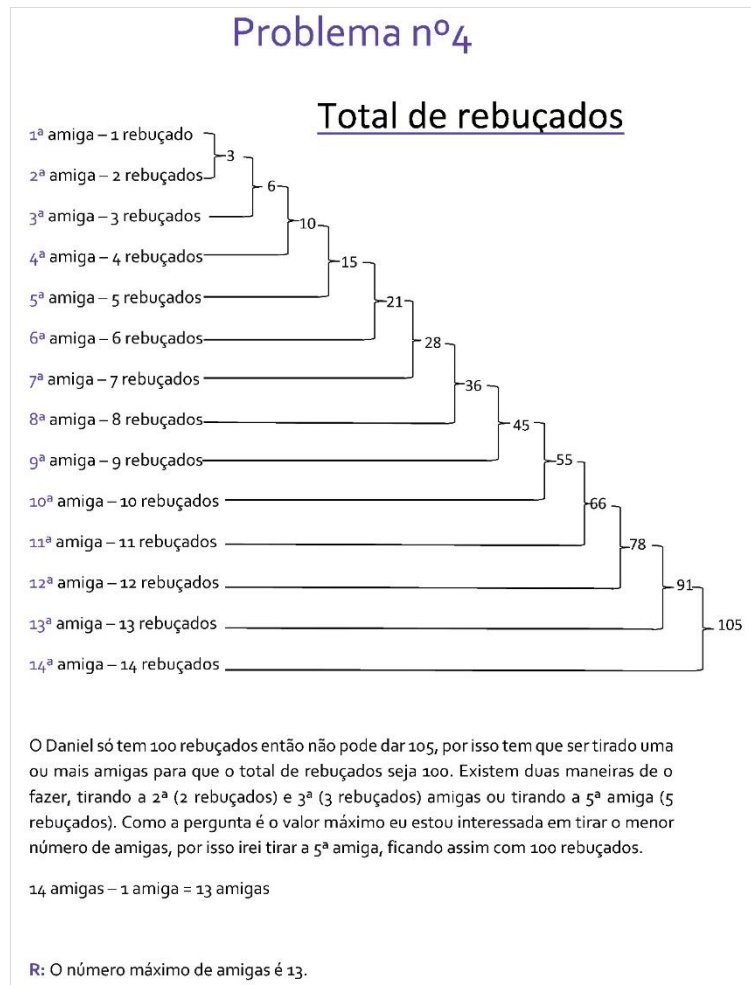 Problema nº4
Total de rebuçados
1ª amiga – 1 rebuçado
3
2ª amiga – 2 rebuçados
6
3ª amiga – 3 rebuçados
10
4ª amiga – 4 rebuçados
15
5ª amiga – 5 rebuçados
21
6ª amiga – 6 rebuçados
28
7ª amiga – 7 rebuçados
36
8ª amiga – 8 rebuçados
45
9ª amiga – 9 rebuçados
55
10ª amiga – 10 rebuçados
66
11ª amiga – 11 rebuçados
78
12ª amiga – 12 rebuçados
91
13ª amiga – 13 rebuçados
105
14ª amiga – 14 rebuçados
O Daniel só tem 100 rebuçados então não pode dar 105, por isso tem que ser tirado uma
ou mais amigas para que o total de rebuçados seja 100. Existem duas maneiras de o
fazer, tirando a 2ª (2 rebuçados) e 3ª (3 rebuçados) amigas ou tirando a 5ª amiga (5
rebuçados). Como a pergunta é o valor máximo eu estou interessada em tirar o menor
número de amigas, por isso irei tirar a 5ª amiga, ficando assim com 100 rebuçados.
14 amigas – 1 amiga = 13 amigas
R: O número máximo de amigas é 13.